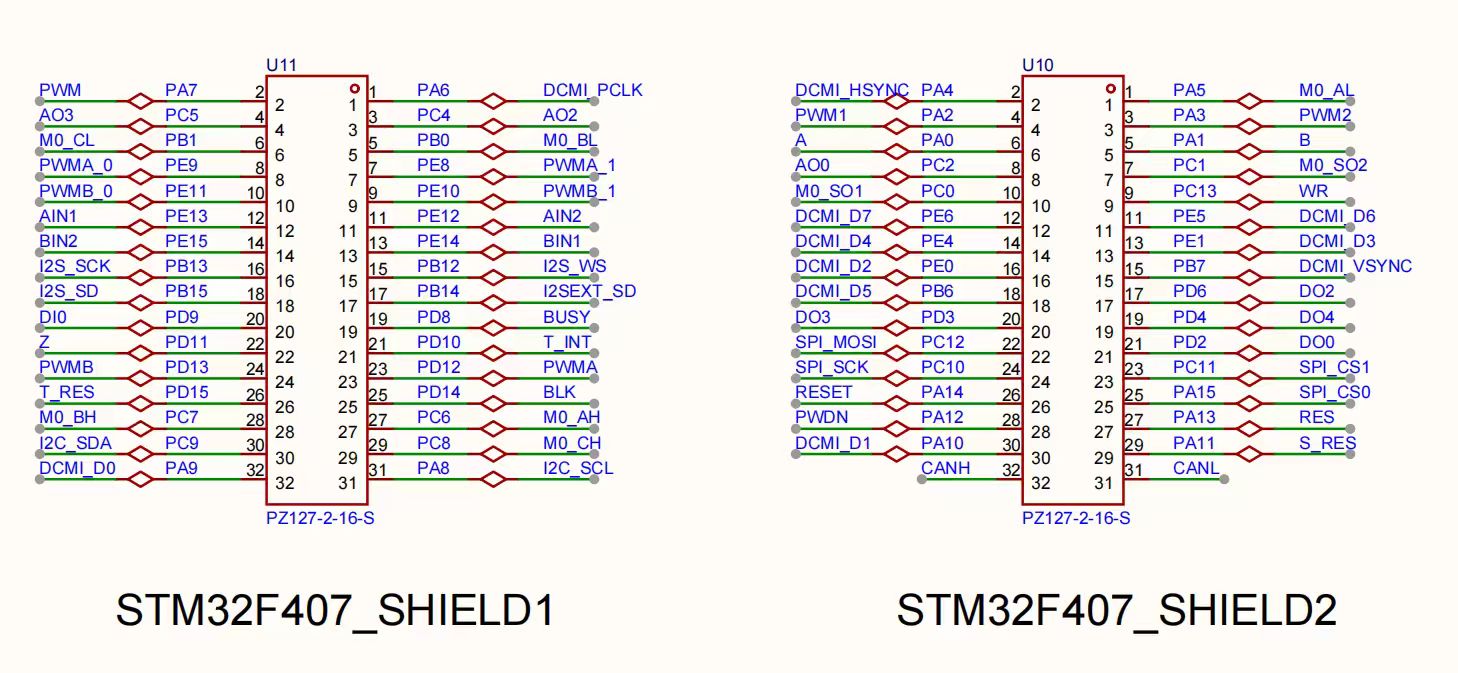 U11 U10
PWM PA7 2 2 1 1 PA6 DCMI_PCLK DCMI_HSYNC PA4 2 2 1 1 PA5 M0_AL
AO3 PC5 4 4 3 3 PC4 AO2 PWM1 PA2 4 4 3 3 PA3 PWM2
M0_CL PB1 6 6 5 5 PB0 M0_BL A PA0 6 6 5 5 PA1 B
PWMA_0 PE9 8 8 7 7 PE8 PWMA_1 AO0 PC2 8 8 7 7 PC1 M0_SO2
PWMB_0 PE11 10 10 9 9 PE10 PWMB_1 M0_SO1 PC0 10 10 9 9 PC13 WR
AIN1 PE13 12 12 11 11 PE12 AIN2 DCMI_D7 PE6 12 12 11 11 PE5 DCMI_D6
BIN2 PE15 14 14 13 13 PE14 BIN1 DCMI_D4 PE4 14 14 13 13 PE1 DCMI_D3
I2S_SCK PB13 16 16 15 15 PB12 I2S_WS DCMI_D2 PE0 16 16 15 15 PB7 DCMI_VSYNC
I2S_SD PB15 18 18 17 17 PB14 I2SEXT_SD DCMI_D5 PB6 18 18 17 17 PD6 DO2
DI0 PD9 20 20 19 19 PD8 BUSY DO3 PD3 20 20 19 19 PD4 DO4
Z PD11 22 22 21 21 PD10 T_INT SPI_MOSI PC12 22 22 21 21 PD2 DO0
PWMB PD13 24 24 23 23 PD12 PWMA SPI_SCK PC10 24 24 23 23 PC11 SPI_CS1
T_RES PD15 26 26 25 25 PD14 BLK RESET PA14 26 26 25 25 PA15 SPI_CS0
M0_BH PC7 28 28 27 27 PC6 M0_AH PWDN PA12 28 28 27 27 PA13 RES
I2C_SDA PC9 30 30 29 29 PC8 M0_CH DCMI_D1 PA10 30 30 29 29 PA11 S_RES
DCMI_D0 PA9 32 32 31 31 PA8 I2C_SCL CANH 32 32 31 31 CANL
PZ127-2-16-S PZ127-2-16-S
STM32F407_SHIELD1 STM32F407_SHIELD2